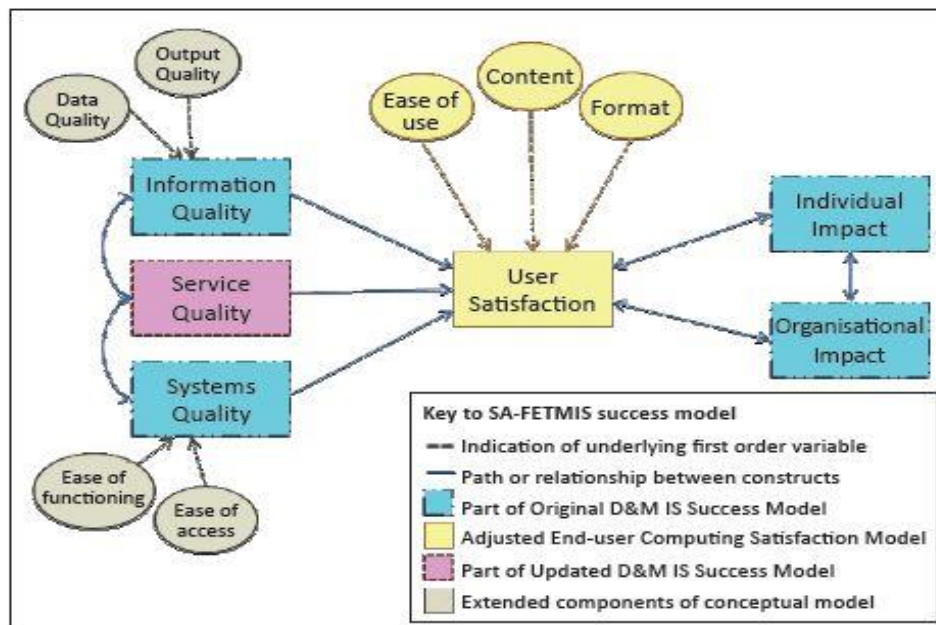 Output
Quality
Data
Quality
Ease of
use
Content
Format
Information
Quality
Service
Quality
Systems
Quality
User
Satisfaction
Individual
Impact
Organisational
Impact
Ease of
functioning
Ease of
access
Key to SA-FETMIS success model
Indication of underlying first order variable
Path or relationship between constructs
Part of Original D&M IS Success Model
Adjusted End-user Computing Satisfaction Model
Part of Updated D&M IS Success Model
Extended components of conceptual model